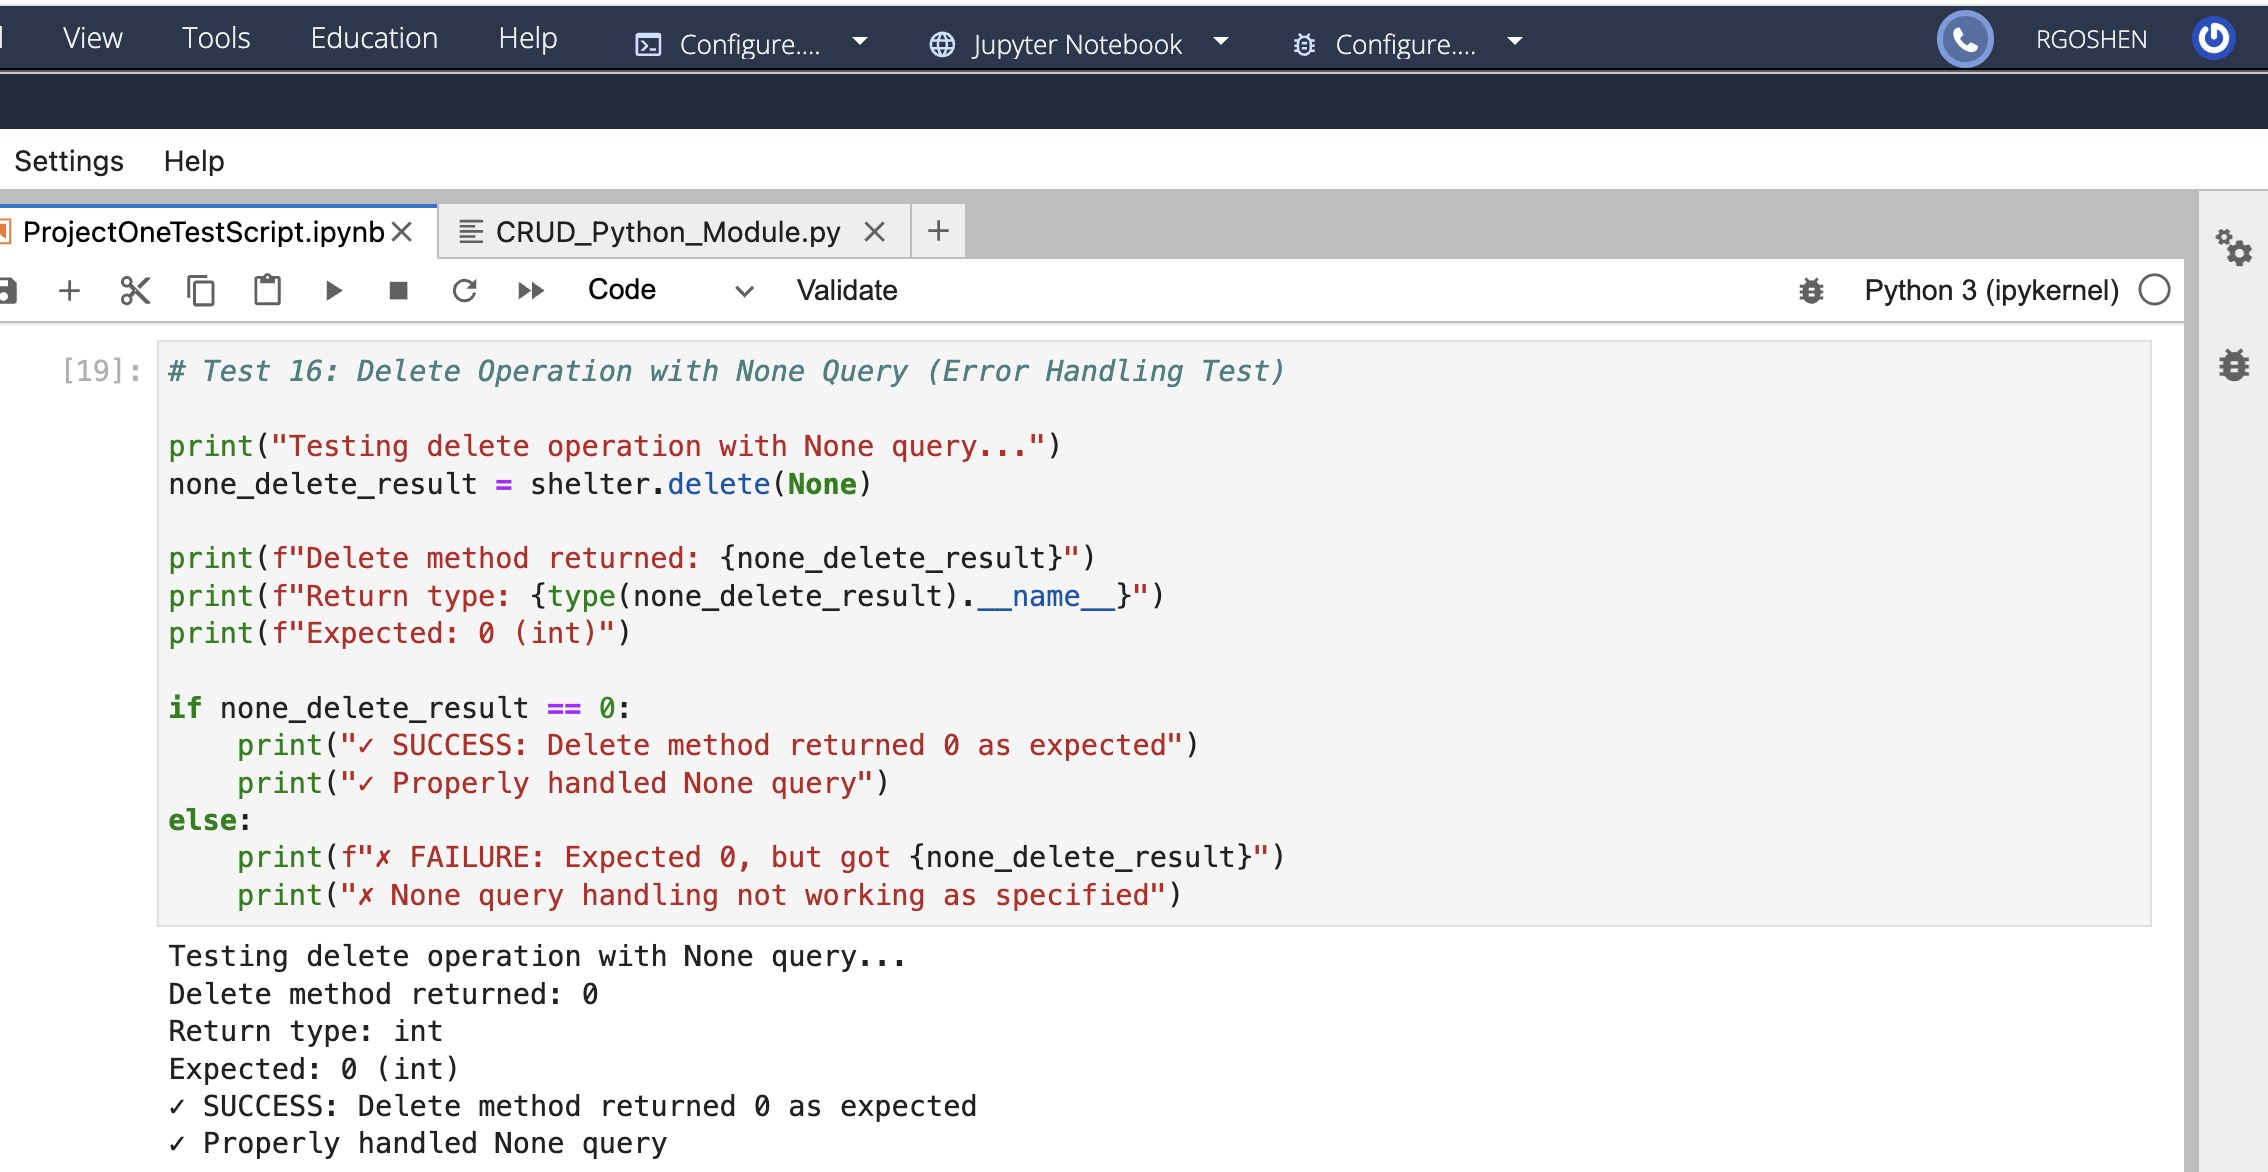 View Tools Education Help Configure.... Jupyter Notebook Configure.... RGOSHEN
Settings Help
ProjectOneTestScript.ipynb CRUD_Python_Module.py
Code Validate Python 3 (ipykernel)
[19]: # Test 16: Delete Operation with None Query (Error Handling Test)
print("Testing delete operation with None query...")
none_delete_result = shelter.delete(None)
print(f"Delete method returned: {none_delete_result}")
print(f"Return type: {type(none_delete_result).__name__}")
print(f"Expected: 0 (int)")
if none_delete_result == 0:
    print("✓ SUCCESS: Delete method returned 0 as expected")
    print("✓ Properly handled None query")
else:
    print(f"✗ FAILURE: Expected 0, but got {none_delete_result}")
    print("✗ None query handling not working as specified")
Testing delete operation with None query...
Delete method returned: 0
Return type: int
Expected: 0 (int)
✓ SUCCESS: Delete method returned 0 as expected
✓ Properly handled None query